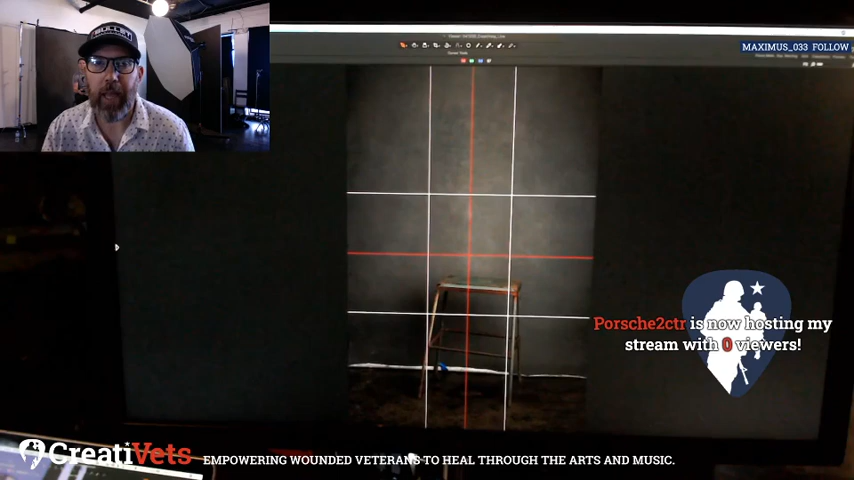 BULLET
MAXIMUS_033 FOLLOW
Porsche2ctr is now hosting my
stream with 0 viewers!
CreatiVets
EMPOWERING WOUNDED VETERANS TO HEAL THROUGH THE ARTS AND MUSIC.